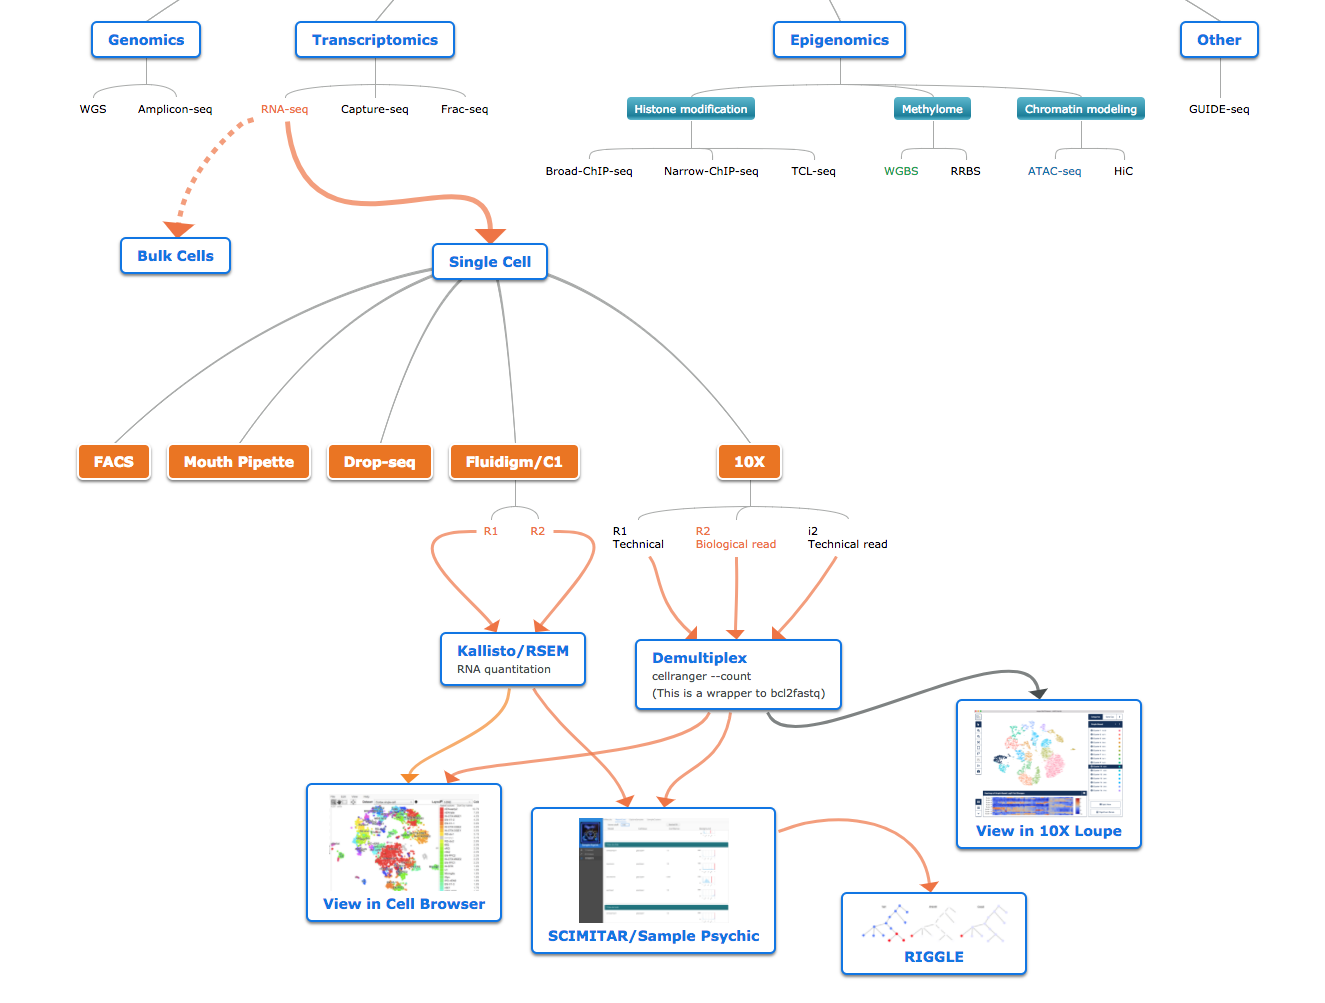 Genomics
Transcriptomics
Epigenomics
Other
WGS
Amplicon-seq
RNA-seq
Capture-seq
Frac-seq
Histone modification
Methylome
Chromatin modeling
GUIDE-seq
Broad-ChIP-seq
Narrow-ChIP-seq
TCL-seq
WGBS
RRBS
ATAC-seq
HiC
Bulk Cells
Single Cell
FACS
Mouth Pipette
Drop-seq
Fluidigm/C1
10X
R1
R2
R1
Technical
R2
Biological read
i2
Technical read
Kallisto/RSEM
RNA quantitation
Demultiplex
cellranger --count
(This is a wrapper to bcl2fastq)
View in 10X Loupe
View in Cell Browser
SCIMITAR/Sample Psychic
RIGGLE